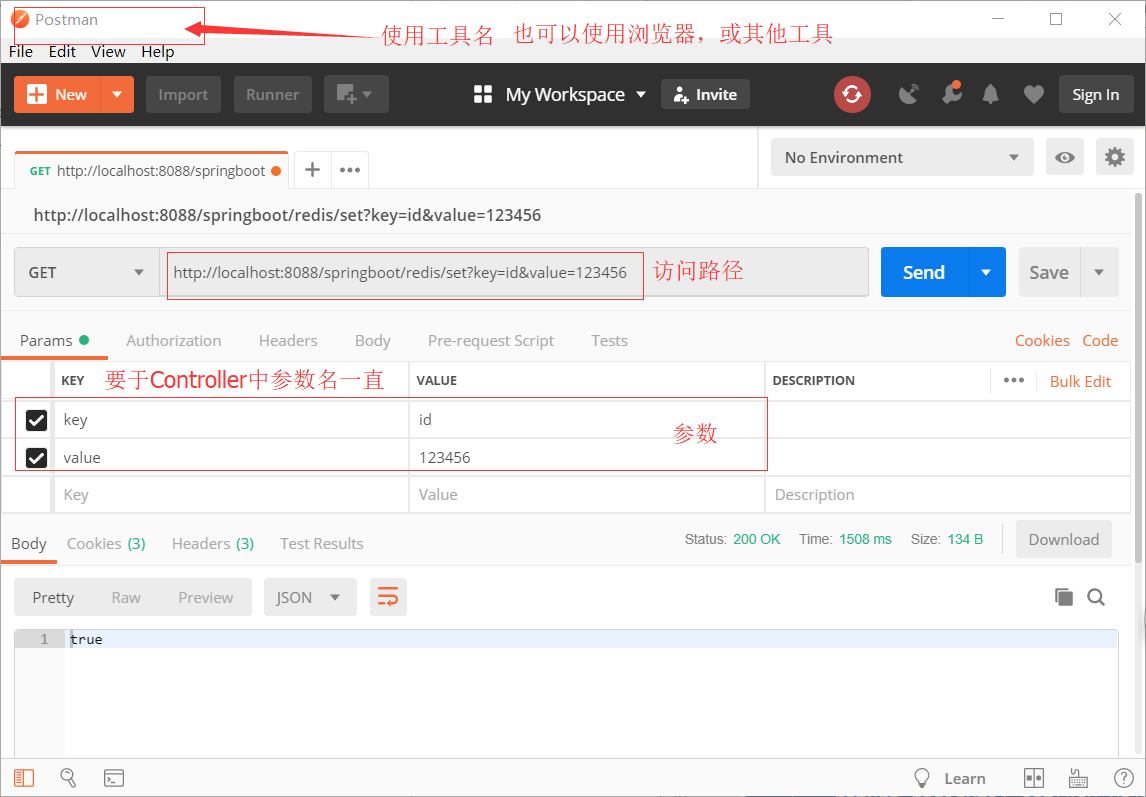 Postman
使用工具名 也可以使用浏览器，或其他工具
File Edit View Help
New Import Runner My Workspace Invite Sign In
GET http://localhost:8088/springboot
No Environment
http://localhost:8088/springboot/redis/set?key=id&value=123456
GET http://localhost:8088/springboot/redis/set?key=id&value=123456 访问路径 Send Save
Params Authorization Headers Body Pre-request Script Tests Cookies Code
KEY 要于Controller中参数名一直 VALUE DESCRIPTION Bulk Edit
key id
参数
value 123456
Key Value Description
Body Cookies (3) Headers (3) Test Results Status: 200 OK Time: 1508 ms Size: 134 B Download
Pretty Raw Preview JSON
1 true
Learn